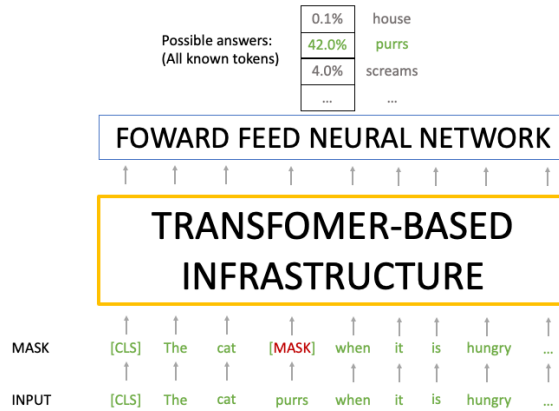 0.1% house
Possible answers: 42.0% purrs
(All known tokens) 4.0% screams
... ...
FOWARD FEED NEURAL NETWORK
TRANSFOMER-BASED
INFRASTRUCTURE
MASK [CLS] The cat [MASK] when it is hungry ...
INPUT [CLS] The cat purrs when it is hungry ...